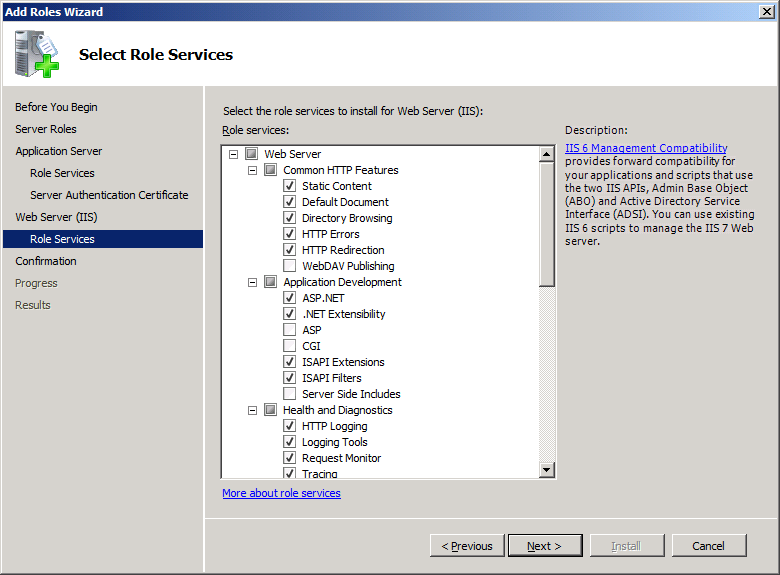 Add Roles Wizard
Select Role Services
Before You Begin
Server Roles
Application Server
Role Services
Server Authentication Certificate
Web Server (IIS)
Role Services
Confirmation
Progress
Results
Select the role services to install for Web Server (IIS):
Role services:
Web Server
Common HTTP Features
Static Content
Default Document
Directory Browsing
HTTP Errors
HTTP Redirection
WebDAV Publishing
Application Development
ASP.NET
.NET Extensibility
ASP
CGI
ISAPI Extensions
ISAPI Filters
Server Side Includes
Health and Diagnostics
HTTP Logging
Logging Tools
Request Monitor
Tracing
More about role services
Description:
IIS 6 Management Compatibility
provides forward compatibility for
your applications and scripts that use
the two IIS APIs, Admin Base Object
(ABO) and Active Directory Service
Interface (ADSI). You can use existing
IIS 6 scripts to manage the IIS 7 Web
server.
< Previous
Next >
Install
Cancel